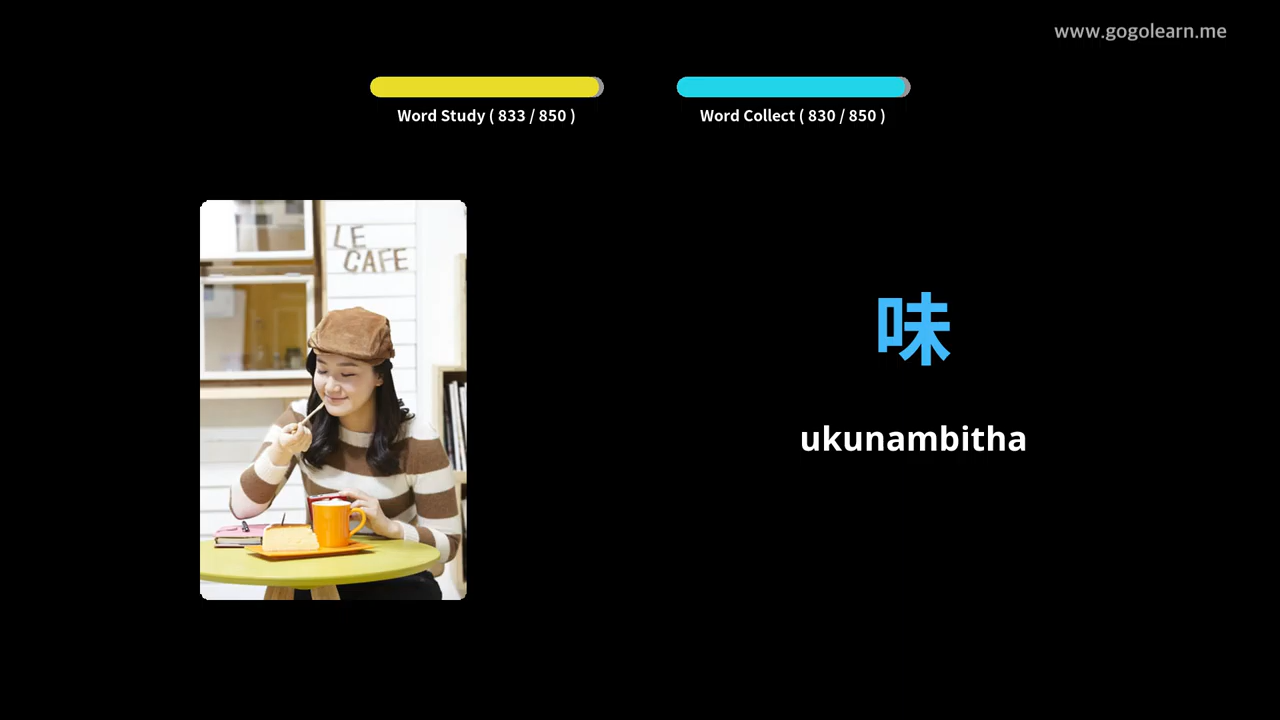 www.gogolearn.me
Word Study ( 833 / 850 )
Word Collect ( 830 / 850 )
LE
CAFE
味
ukunambitha